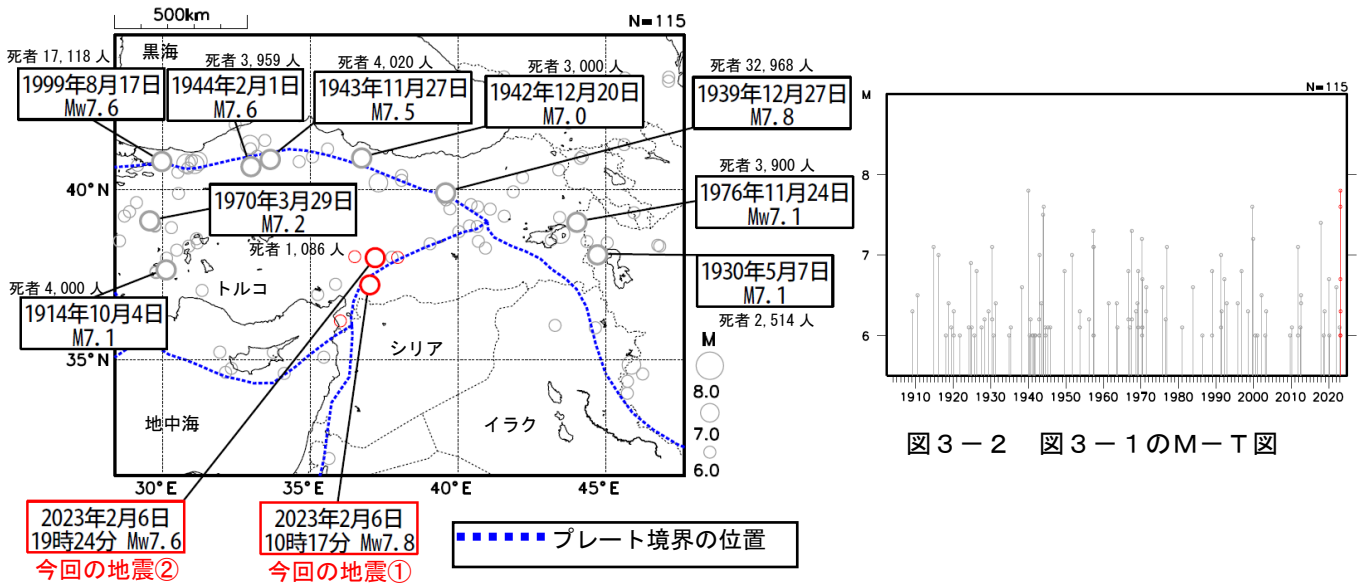 500km
N=115
死者 17,118 人
1999年8月17日
Mw7.6
死者 3,959 人
1944年2月1日
M7.6
死者 4,020 人
1943年11月27日
M7.5
死者 3,000 人
1942年12月20日
M7.0
死者 32,968 人
1939年12月27日
M7.8
黒海
40°N
1970年3月29日
M7.2
死者 1,086 人
死者 3,900 人
1976年11月24日
Mw7.1
1930年5月7日
M7.1
死者 2,514 人
死者 4,000 人
1914年10月4日
M7.1
トルコ
シリア
35°N
地中海
イラク
M
8.0
7.0
6.0
30°E
35°E
40°E
45°E
2023年2月6日
19時24分 Mw7.6
今回の地震②
2023年2月6日
10時17分 Mw7.8
今回の地震①
プレート境界の位置
M
N=115
8
7
6
1910 1920 1930 1940 1950 1960 1970 1980 1990 2000 2010 2020
図3-2 図3-1のM-T図